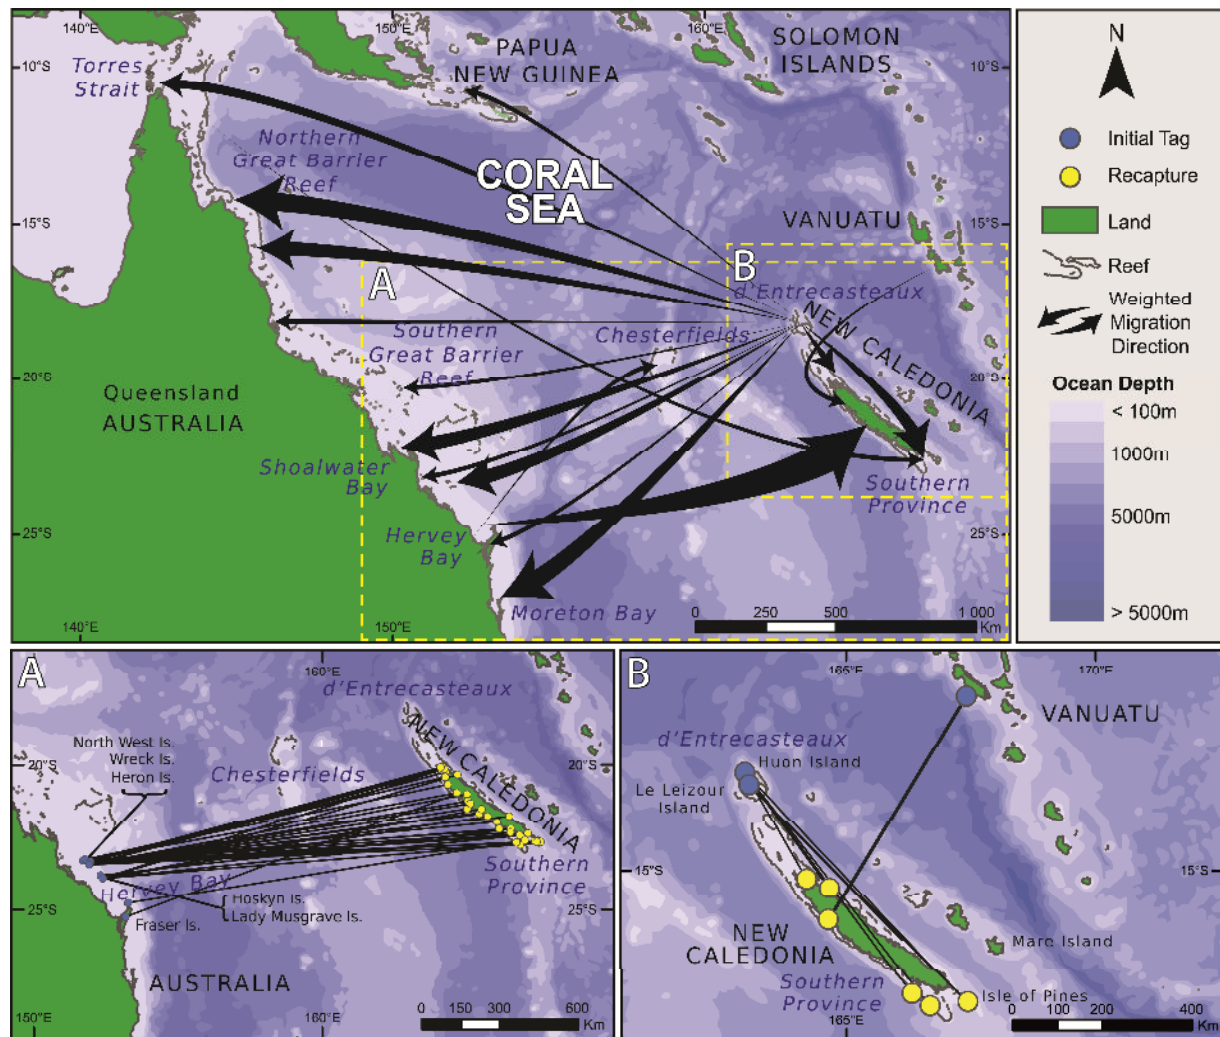 140°E
150°E
160°E
10°S
10°S
Torres
Strait
PAPUA
NEW GUINEA
SOLOMON
ISLANDS
Northern
Great Barrier
Reef
CORAL
SEA
15°S
15°S
VANUATU
A
B
d'Entrecasteaux
Chesterfields
NEW CALEDONIA
Southern
Great Barrier
Reef
20°S
20°S
Queensland
AUSTRALIA
Shoalwater
Bay
Southern
Province
Hervey
Bay
25°S
25°S
Moreton Bay
0
250
500
1 000
Km
140°E
150°E
N
Initial Tag
Recapture
Land
Reef
Weighted
Migration
Direction
Ocean Depth
< 100m
1000m
5000m
> 5000m
A
160°E
d'Entrecasteaux
North West Is.
Wreck Is.
Heron Is.
20°S
20°S
Chesterfields
NEW CALEDONIA
Southern
Province
Hervey Bay
Hoskyn Is.
Lady Musgrave Is.
25°S
25°S
Fraser Is.
AUSTRALIA
0
150
300
600
Km
150°E
160°E
B
165°E
170°E
VANUATU
d'Entrecasteaux
Huon Island
Le Leizour
Island
15°S
15°S
NEW
CALEDONIA
Mare Island
Southern
Province
Isle of Pines
165°E
0
100
200
400
Km